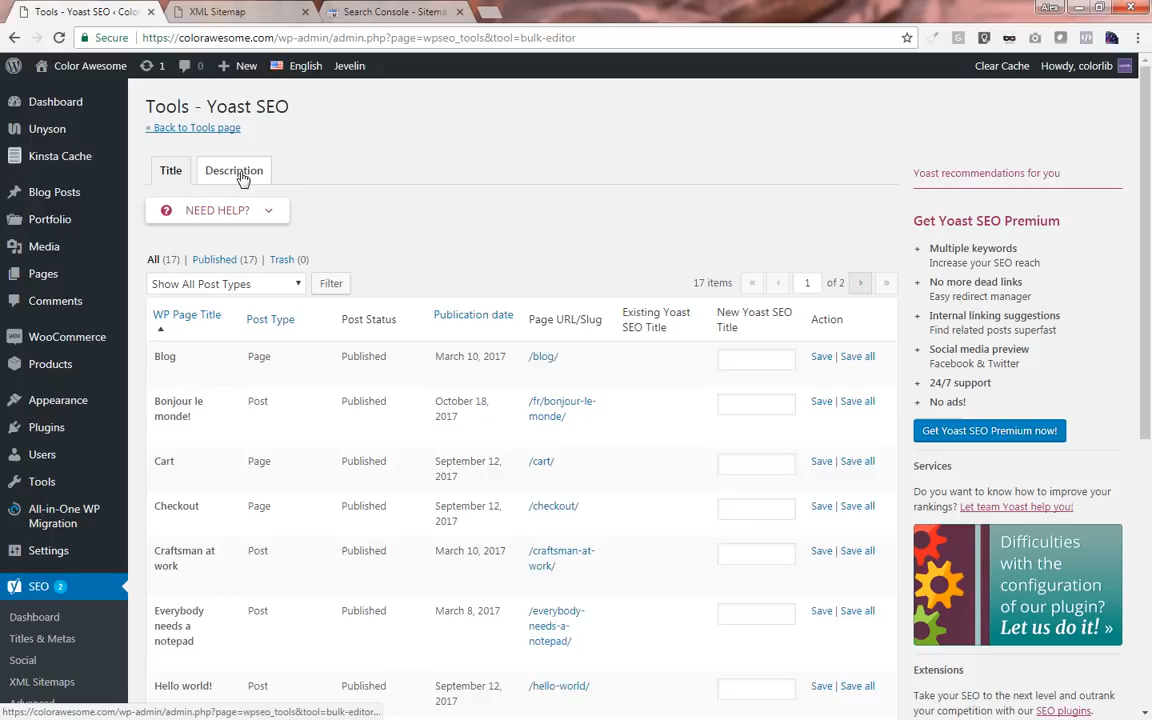 Tools - Yoast SEO ‹ Colo
XML Sitemap
Search Console - Sitema
Alex
Secure
https://colorawesome.com/wp-admin/admin.php?page=wpseo_tools&tool=bulk-editor
Color Awesome
1
0
New
English
Javelin
Clear Cache
Howdy, colorlib
Dashboard
Unyson
Kinsta Cache
Blog Posts
Portfolio
Media
Pages
Comments
WooCommerce
Products
Appearance
Plugins
Users
Tools
All-in-One WP
Migration
Settings
SEO 2
Dashboard
Titles & Metas
Social
XML Sitemaps
Tools - Yoast SEO
« Back to Tools page
Title
Description
NEED HELP?
All (17)
Published (17)
Trash (0)
Show All Post Types
Filter
17 items « ‹ 1 of 2 › »
WP Page Title
Post Type
Post Status
Publication date
Page URL/Slug
Existing Yoast
SEO Title
New Yoast SEO
Title
Action
Blog
Page
Published
March 10, 2017
/blog/
Save | Save all
Bonjour le
monde!
Post
Published
October 18,
2017
/fr/bonjour-le-
monde/
Save | Save all
Cart
Page
Published
September 12,
2017
/cart/
Save | Save all
Checkout
Page
Published
September 12,
2017
/checkout/
Save | Save all
Craftsman at
work
Post
Published
March 10, 2017
/craftsman-at-
work/
Save | Save all
Everybody
needs a
notepad
Post
Published
March 8, 2017
/everybody-
needs-a-
notepad/
Save | Save all
Hello world!
Post
Published
September 12,
2017
/hello-world/
Save | Save all
Yoast recommendations for you
Get Yoast SEO Premium
+ Multiple keywords
Increase your SEO reach
+ No more dead links
Easy redirect manager
+ Internal linking suggestions
Find related posts superfast
+ Social media preview
Facebook & Twitter
+ 24/7 support
+ No ads!
Get Yoast SEO Premium now!
Services
Do you want to know how to improve your
rankings? Let team Yoast help you!
Difficulties
with the
configuration
of our plugin?
Let us do it! »
Extensions
Take your SEO to the next level and outrank
your competition with our SEO plugins.
https://colorawesome.com/wp-admin/admin.php?page=wpseo_tools&tool=bulk-editor...